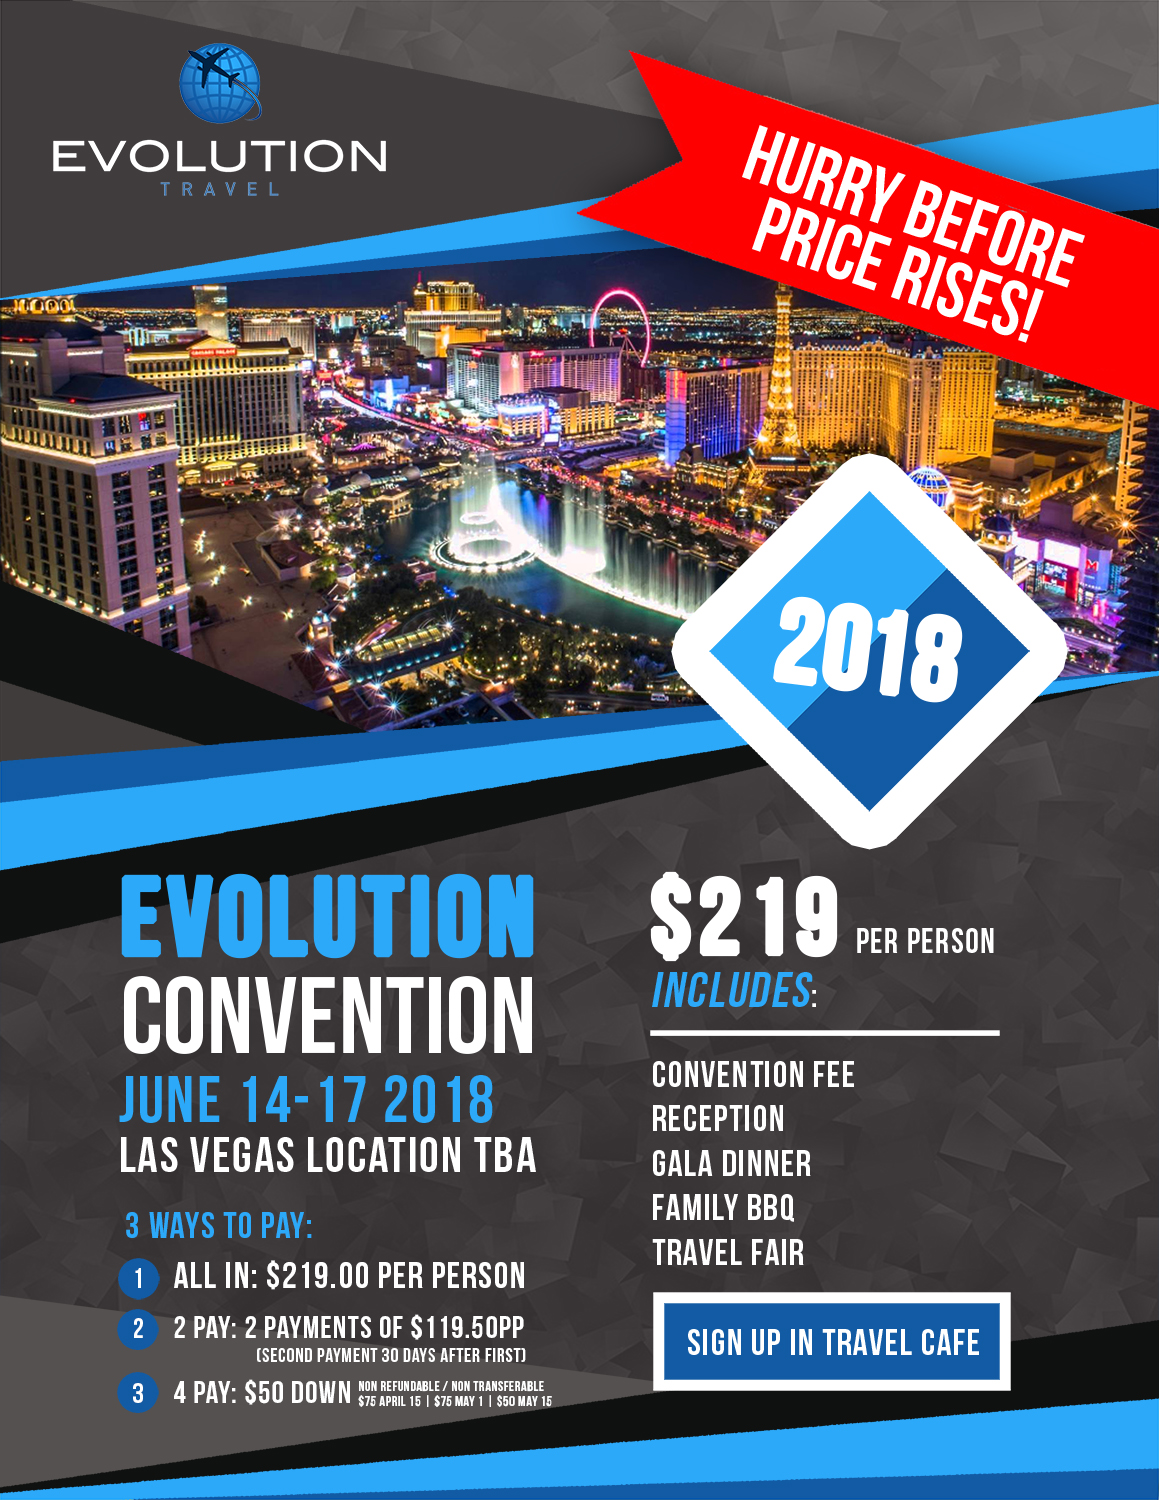 EVOLUTION
TRAVEL
HURRY BEFORE
PRICE RISES!
CAESARS PALACE
2018
EVOLUTION
CONVENTION
JUNE 14-17 2018
LAS VEGAS LOCATION TBA
3 WAYS TO PAY:
1 ALL IN: $219.00 PER PERSON
2 2 PAY: 2 PAYMENTS OF $119.50PP
(SECOND PAYMENT 30 DAYS AFTER FIRST)
3 4 PAY: $50 DOWN NON REFUNDABLE / NON TRANSFERABLE
$75 APRIL 15 | $75 MAY 1 | $50 MAY 15
$219 PER PERSON
INCLUDES:
CONVENTION FEE
RECEPTION
GALA DINNER
FAMILY BBQ
TRAVEL FAIR
SIGN UP IN TRAVEL CAFE